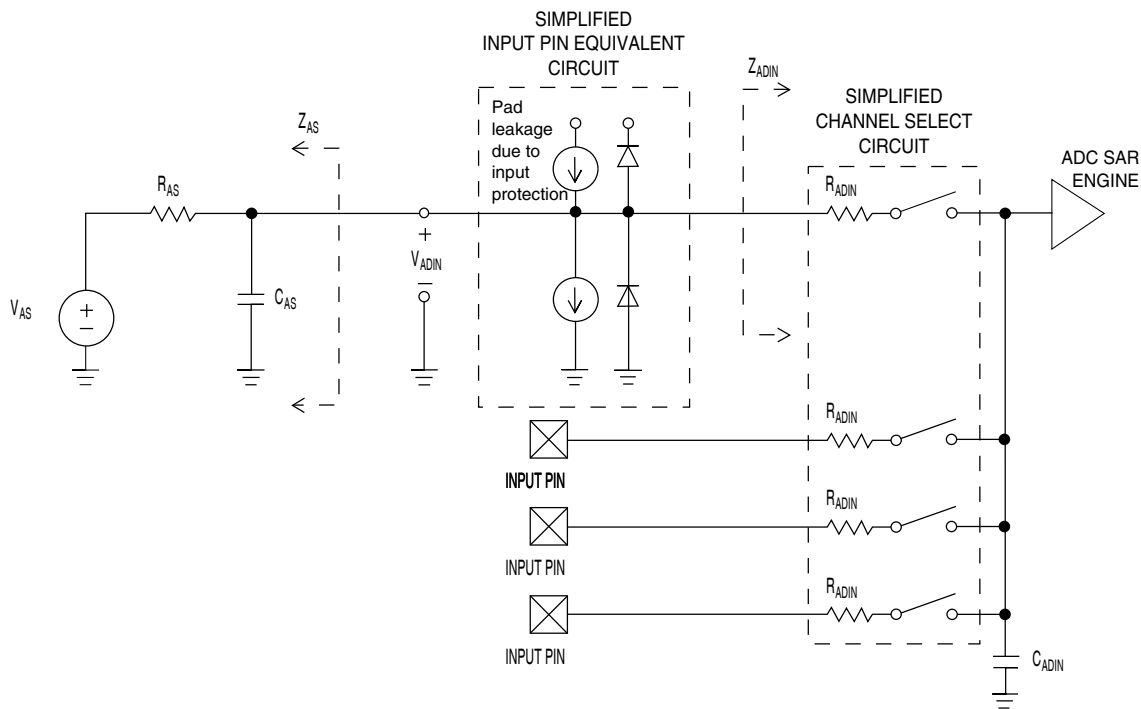 SIMPLIFIED
INPUT PIN EQUIVALENT
CIRCUIT
Z_ADIN
SIMPLIFIED
CHANNEL SELECT
CIRCUIT
Pad
leakage
due to
input
protection
Z_AS
ADC SAR
ENGINE
R_AS
R_ADIN
+
V_ADIN
–
V_AS
+
–
C_AS
R_ADIN
INPUT PIN
R_ADIN
INPUT PIN
R_ADIN
INPUT PIN
C_ADIN